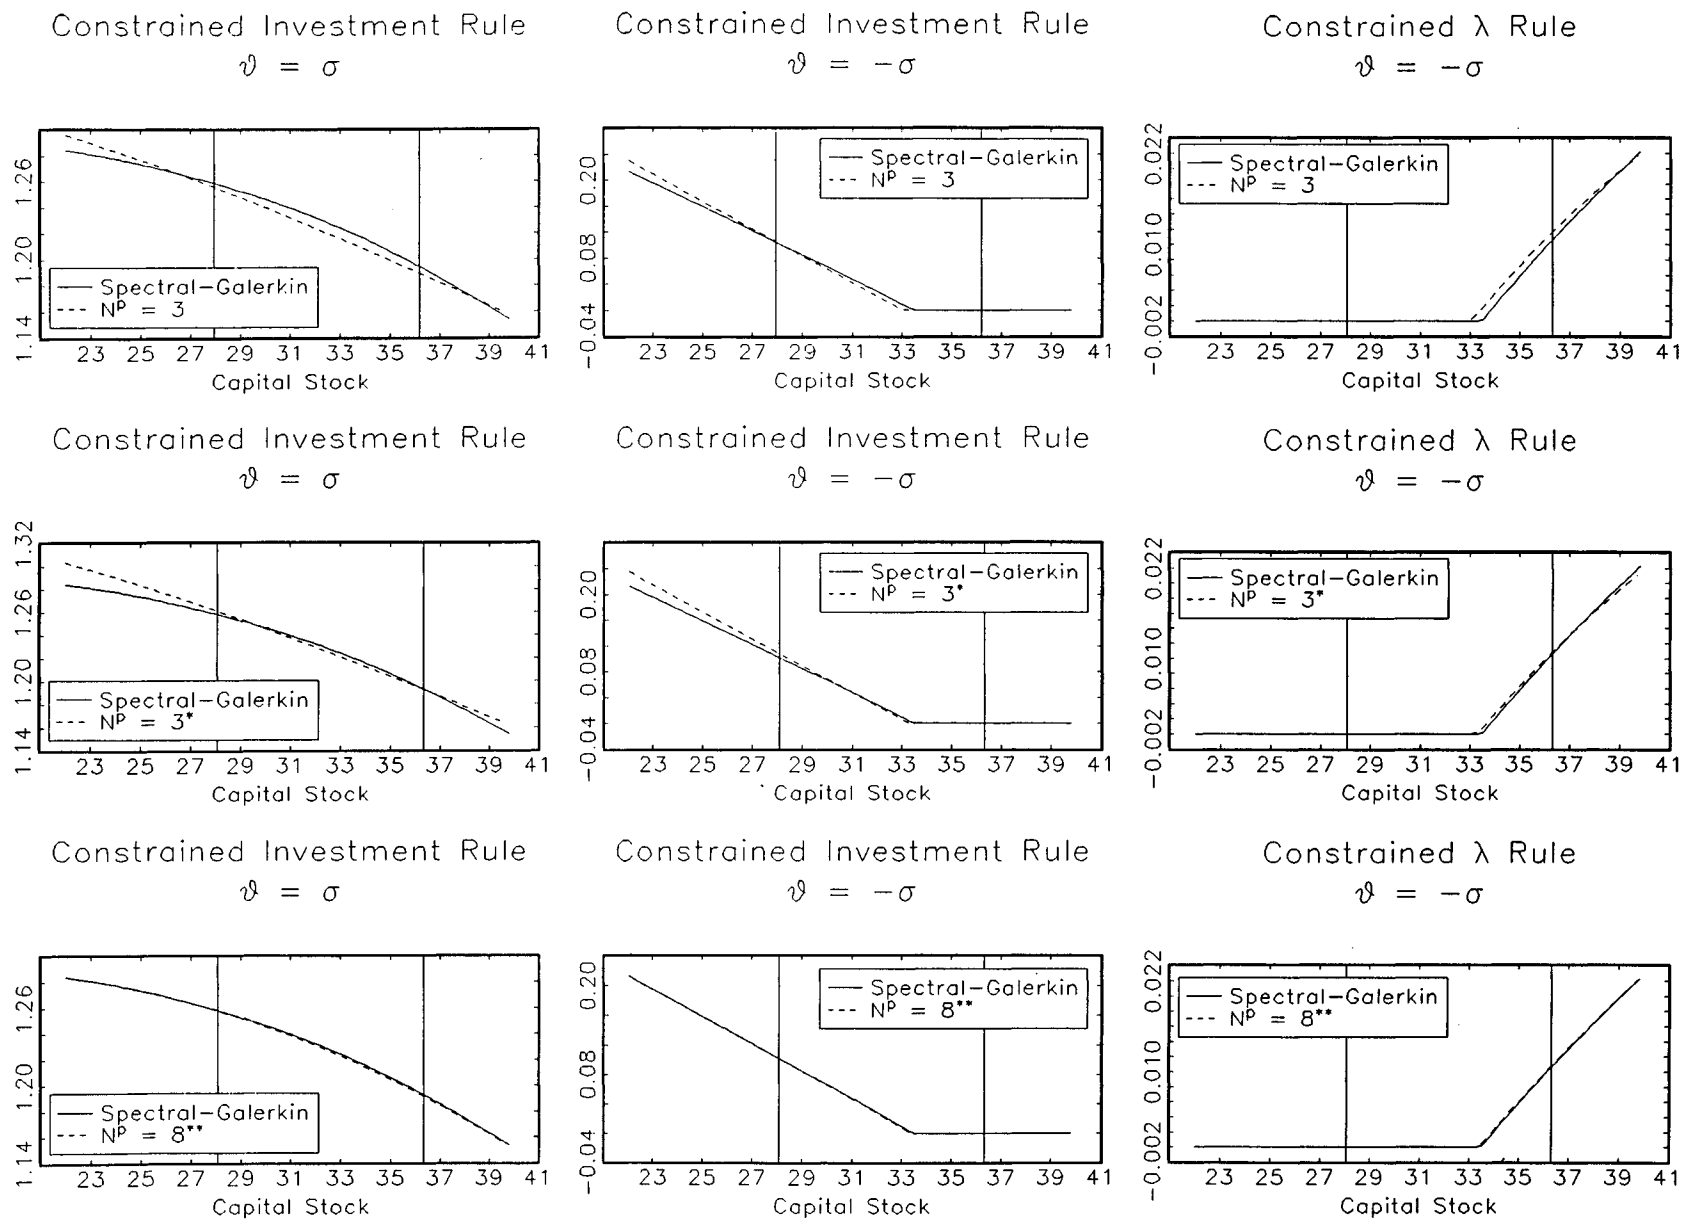 Constrained Investment Rule
ϑ = σ
1.26
1.20
1.14
Spectral–Galerkin
Nᵖ = 3
23 25 27 29 31 33 35 37 39 41
Capital Stock
Constrained Investment Rule
ϑ = −σ
0.20
0.08
−0.04
Spectral–Galerkin
Nᵖ = 3
23 25 27 29 31 33 35 37 39 41
Capital Stock
Constrained λ Rule
ϑ = −σ
0.022
0.010
−0.002
Spectral–Galerkin
Nᵖ = 3
23 25 27 29 31 33 35 37 39 41
Capital Stock
Constrained Investment Rule
ϑ = σ
1.32
1.26
1.20
1.14
Spectral–Galerkin
Nᵖ = 3*
23 25 27 29 31 33 35 37 39 41
Capital Stock
Constrained Investment Rule
ϑ = −σ
0.20
0.08
−0.04
Spectral–Galerkin
Nᵖ = 3*
23 25 27 29 31 33 35 37 39 41
Capital Stock
Constrained λ Rule
ϑ = −σ
0.022
0.010
−0.002
Spectral–Galerkin
Nᵖ = 3*
23 25 27 29 31 33 35 37 39 41
Capital Stock
Constrained Investment Rule
ϑ = σ
1.26
1.20
1.14
Spectral–Galerkin
Nᵖ = 8**
23 25 27 29 31 33 35 37 39 41
Capital Stock
Constrained Investment Rule
ϑ = −σ
0.20
0.08
−0.04
Spectral–Galerkin
Nᵖ = 8**
23 25 27 29 31 33 35 37 39 41
Capital Stock
Constrained λ Rule
ϑ = −σ
0.022
0.010
−0.002
Spectral–Galerkin
Nᵖ = 8**
23 25 27 29 31 33 35 37 39 41
Capital Stock